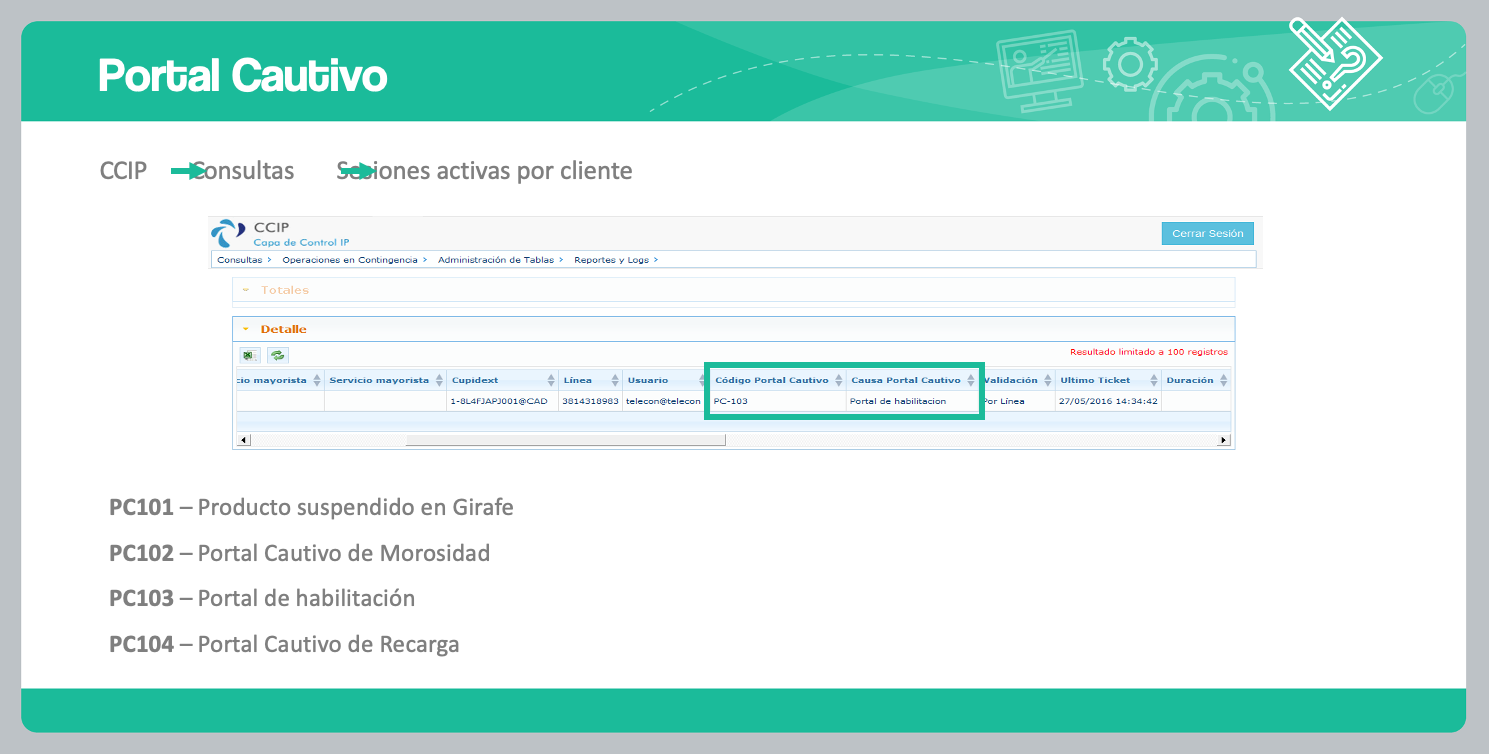 Portal Cautivo
CCIP Consultas Sesiones activas por cliente
CCIP
Capa de Control IP
Cerrar Sesión
Consultas > Operaciones en Contingencia > Administración de Tablas > Reportes y Logs >
Totales
Detalle
Resultado limitado a 100 registros
cio mayorista Servicio mayorista Cupidext Línea Usuario Código Portal Cautivo Causa Portal Cautivo Validación Ultimo Ticket Duración
1-8L4FJAPJ001@CAD 3814318983 telecon@telecon PC-103 Portal de habilitacion Por Línea 27/05/2016 14:34:42
PC101 – Producto suspendido en Girafe
PC102 – Portal Cautivo de Morosidad
PC103 – Portal de habilitación
PC104 – Portal Cautivo de Recarga